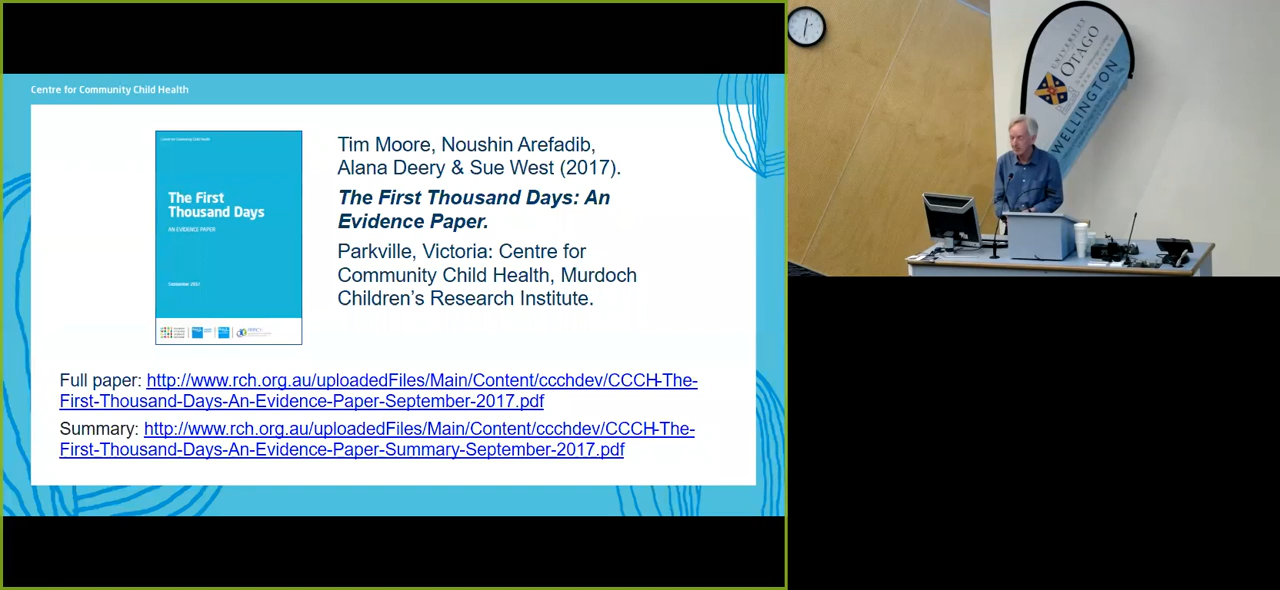 Centre for Community Child Health
The First
Thousand Days
AN EVIDENCE PAPER
September 2017
Tim Moore, Noushin Arefadib,
Alana Deery & Sue West (2017).
The First Thousand Days: An
Evidence Paper.
Parkville, Victoria: Centre for
Community Child Health, Murdoch
Children’s Research Institute.
Full paper: http://www.rch.org.au/uploadedFiles/Main/Content/ccchdev/CCCH-The-
First-Thousand-Days-An-Evidence-Paper-September-2017.pdf
Summary: http://www.rch.org.au/uploadedFiles/Main/Content/ccchdev/CCCH-The-
First-Thousand-Days-An-Evidence-Paper-Summary-September-2017.pdf
UNIVERSITY
OTAGO
WELLINGTON